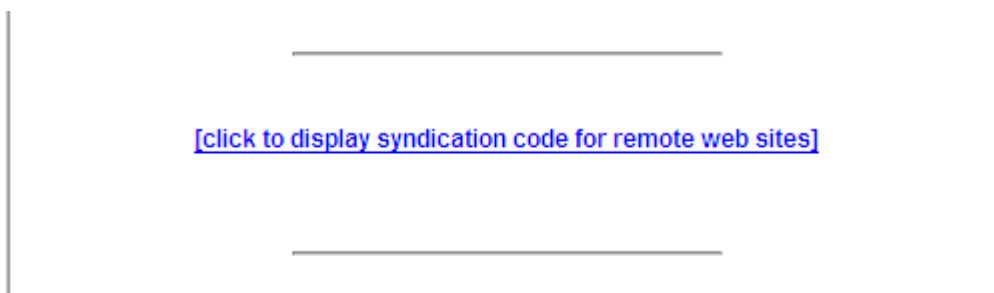 [click to display syndication code for remote web sites]